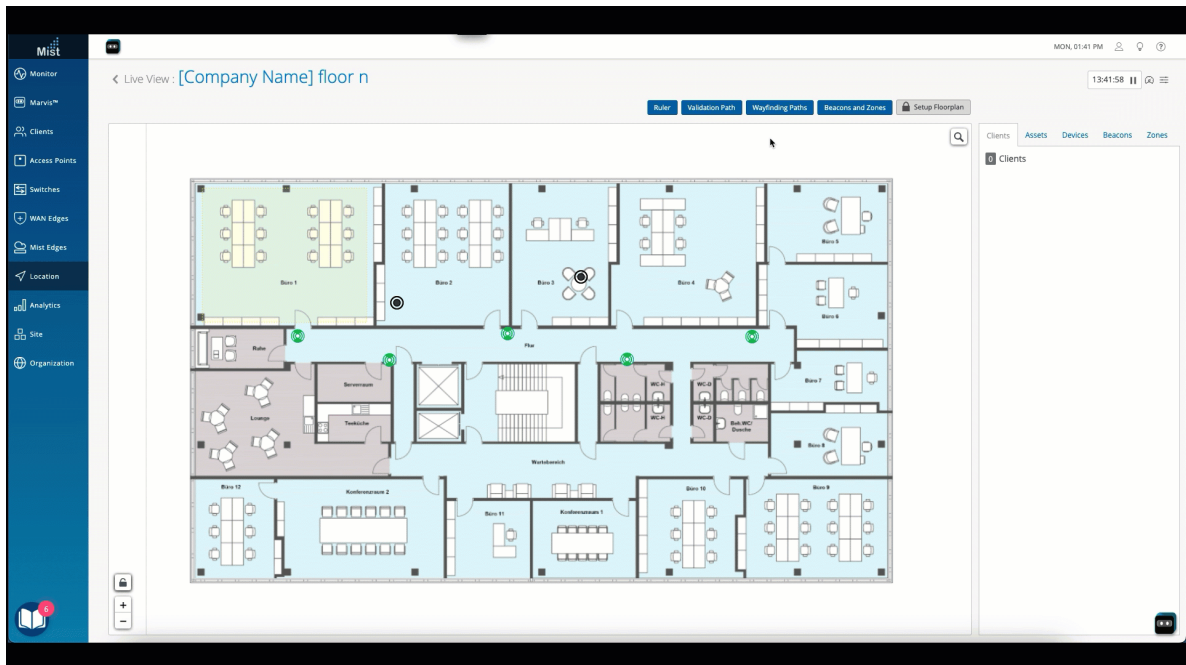 Mist
MON, 01:41 PM
Monitor
Marvis™
Clients
Access Points
Switches
WAN Edges
Mist Edges
Location
Analytics
Site
Organization
6
Live View : [Company Name] floor n
13:41:58
Ruler
Validation Path
Wayfinding Paths
Beacons and Zones
Setup Floorplan
Clients
Assets
Devices
Beacons
Zones
0 Clients
Büro 1
Büro 2
Büro 3
Büro 4
Büro 5
Büro 6
Flur
Ruhe
Büro 7
Serverraum
WC-H
WC-D
Lounge
Teeküche
WC-H
WC-D
Beh.WC/
Dusche
Büro 8
Wartebereich
Büro 12
Konferenzraum 2
Büro 11
Konferenzraum 1
Büro 10
Büro 9
+
−